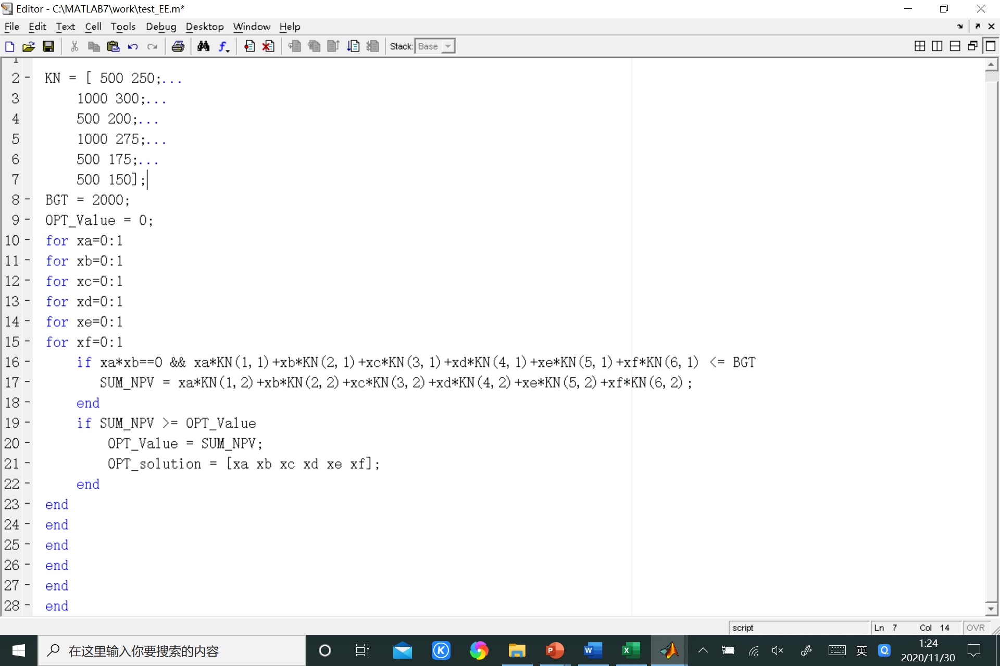 Editor - C:\MATLAB7\work\test_EE.m*
File Edit Text Cell Tools Debug Desktop Window Help
Stack: Base
1
2 - KN = [ 500 250;...
3 1000 300;...
4 500 200;...
5 1000 275;...
6 500 175;...
7 500 150];
8 - BGT = 2000;
9 - OPT_Value = 0;
10 - for xa=0:1
11 - for xb=0:1
12 - for xc=0:1
13 - for xd=0:1
14 - for xe=0:1
15 - for xf=0:1
16 - if xa*xb==0 && xa*KN(1,1)+xb*KN(2,1)+xc*KN(3,1)+xd*KN(4,1)+xe*KN(5,1)+xf*KN(6,1) <= BGT
17 - SUM_NPV = xa*KN(1,2)+xb*KN(2,2)+xc*KN(3,2)+xd*KN(4,2)+xe*KN(5,2)+xf*KN(6,2);
18 - end
19 - if SUM_NPV >= OPT_Value
20 - OPT_Value = SUM_NPV;
21 - OPT_solution = [xa xb xc xd xe xf];
22 - end
23 - end
24 - end
25 - end
26 - end
27 - end
28 - end
script Ln 7 Col 14 OVR
在这里输入你要搜索的内容
英
1:24
2020/11/30